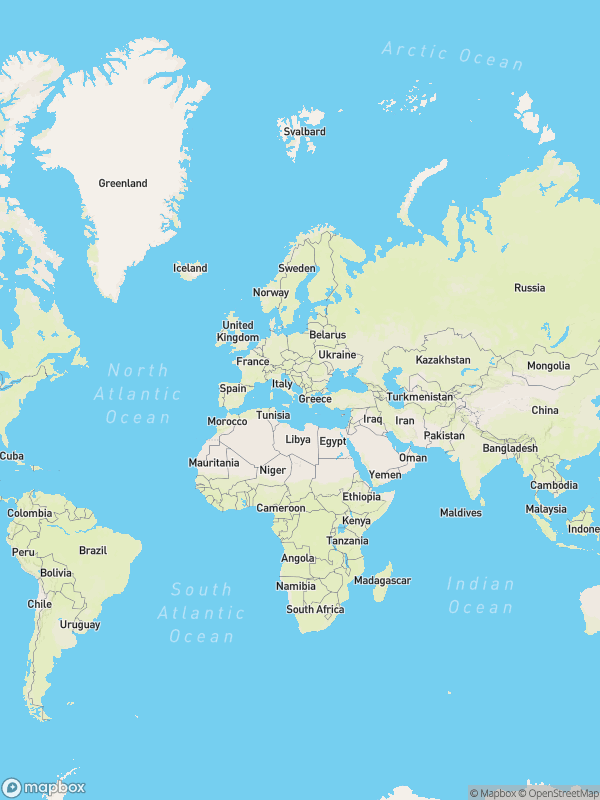 Arctic Ocean
Svalbard
Greenland
Iceland
Sweden
Russia
Norway
United
Kingdom
Belarus
Ukraine
France
Kazakhstan
Mongolia
North
Atlantic
Ocean
Spain
Italy
Greece
Turkmenistan
China
Tunisia
Morocco
Iraq
Iran
Libya
Egypt
Pakistan
Bangladesh
Cuba
Mauritania
Niger
Oman
Yemen
Cambodia
Ethiopia
Colombia
Cameroon
Kenya
Maldives
Malaysia
Indone
Peru
Brazil
Tanzania
Angola
Bolivia
Namibia
Madagascar
Indian
Ocean
South
Atlantic
Ocean
Chile
Uruguay
South Africa
mapbox
© Mapbox © OpenStreetMap